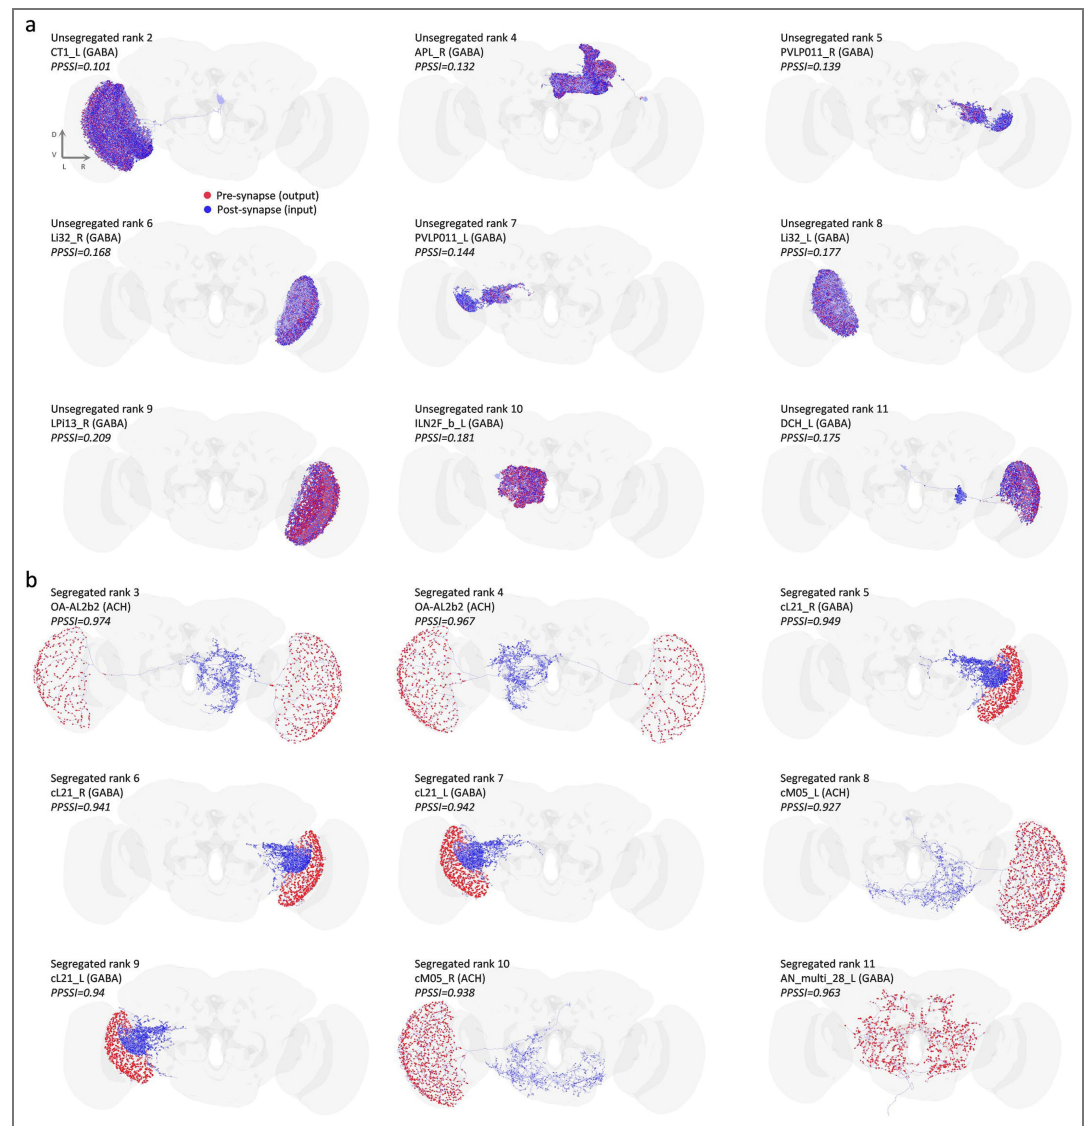 a
Unsegregated rank 2
CT1_L (GABA)
PPSSI=0.101
D
V
L R
Unsegregated rank 4
APL_R (GABA)
PPSSI=0.132
Unsegregated rank 5
PVLP011_R (GABA)
PPSSI=0.139
Pre-synapse (output)
Post-synapse (input)
Unsegregated rank 6
Li32_R (GABA)
PPSSI=0.168
Unsegregated rank 7
PVLP011_L (GABA)
PPSSI=0.144
Unsegregated rank 8
Li32_L (GABA)
PPSSI=0.177
Unsegregated rank 9
LPi13_R (GABA)
PPSSI=0.209
Unsegregated rank 10
ILN2F_b_L (GABA)
PPSSI=0.181
Unsegregated rank 11
DCH_L (GABA)
PPSSI=0.175
b
Segregated rank 3
OA-AL2b2 (ACH)
PPSSI=0.974
Segregated rank 4
OA-AL2b2 (ACH)
PPSSI=0.967
Segregated rank 5
cL21_R (GABA)
PPSSI=0.949
Segregated rank 6
cL21_R (GABA)
PPSSI=0.941
Segregated rank 7
cL21_L (GABA)
PPSSI=0.942
Segregated rank 8
cM05_L (ACH)
PPSSI=0.927
Segregated rank 9
cL21_L (GABA)
PPSSI=0.94
Segregated rank 10
cM05_R (ACH)
PPSSI=0.938
Segregated rank 11
AN_multi_28_L (GABA)
PPSSI=0.963